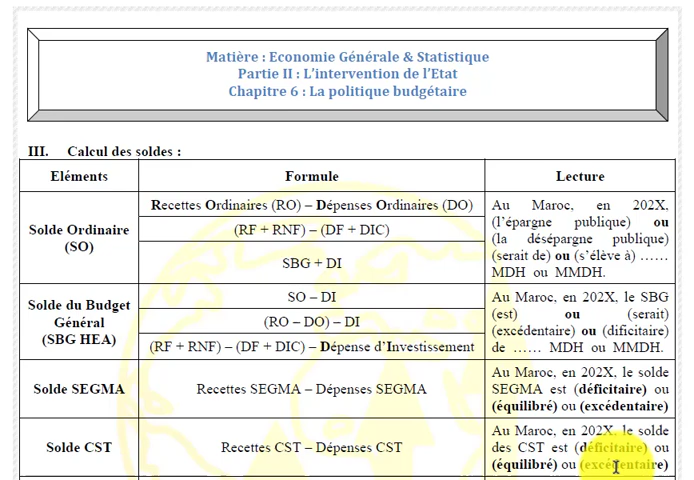 Matière : Economie Générale & Statistique
Partie II : L'intervention de l'Etat
Chapitre 6 : La politique budgétaire
III. Calcul des soldes :
Eléments Formule Lecture
Solde Ordinaire
(SO)
Recettes Ordinaires (RO) – Dépenses Ordinaires (DO)
(RF + RNF) – (DF + DIC)
SBG + DI
Au Maroc, en 202X,
(l'épargne publique) ou
(la désépargne publique)
(serait de) ou (s'élève à) ……
MDH ou MMDH.
Solde du Budget
Général
(SBG HEA)
SO – DI
(RO – DO) – DI
(RF + RNF) – (DF + DIC) – Dépense d'Investissement
Au Maroc, en 202X, le SBG
(est) ou (serait)
(excédentaire) ou (dificitaire)
de …… MDH ou MMDH.
Solde SEGMA
Recettes SEGMA – Dépenses SEGMA
Au Maroc, en 202X, le solde
SEGMA est (déficitaire) ou
(équilibré) ou (excédentaire)
Solde CST
Recettes CST – Dépenses CST
Au Maroc, en 202X, le solde
des CST est (déficitaire) ou
(équilibré) ou (excédentaire)